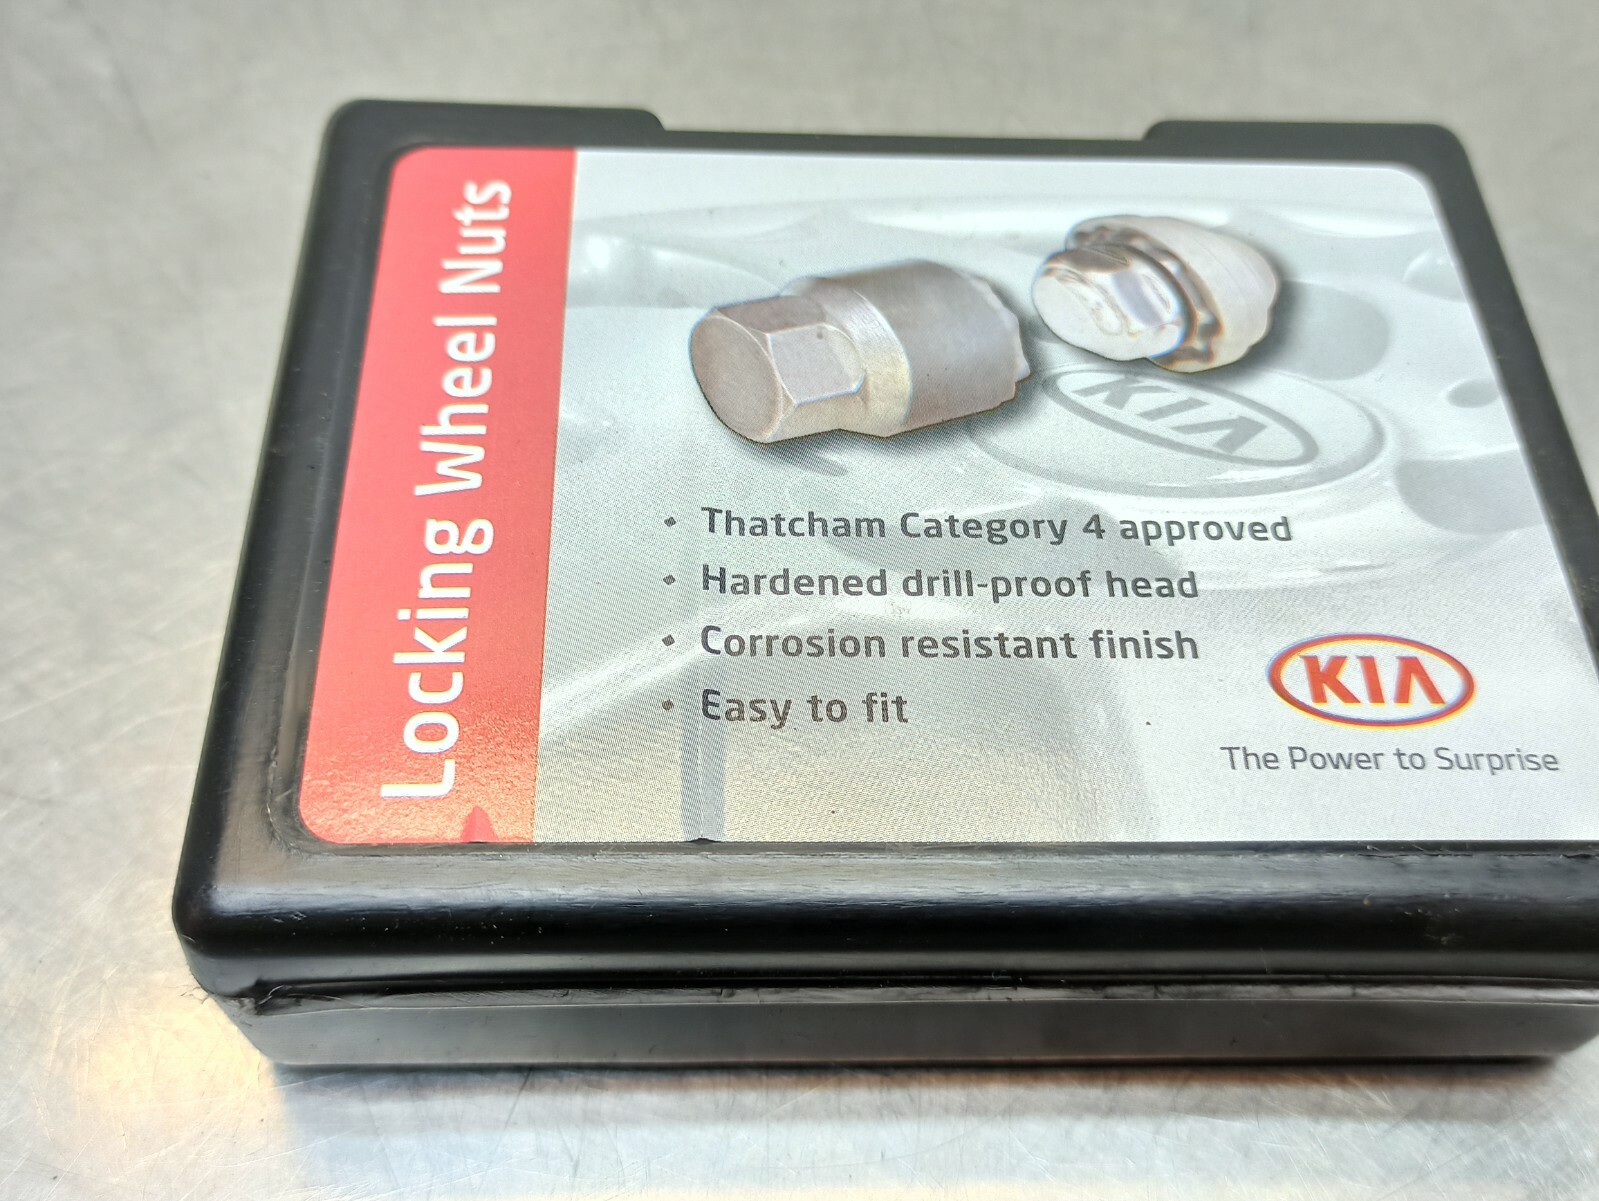 Locking Wheel Nuts
KIA
• Thatcham Category 4 approved
• Hardened drill-proof head
• Corrosion resistant finish
• Easy to fit
KIA
The Power to Surprise